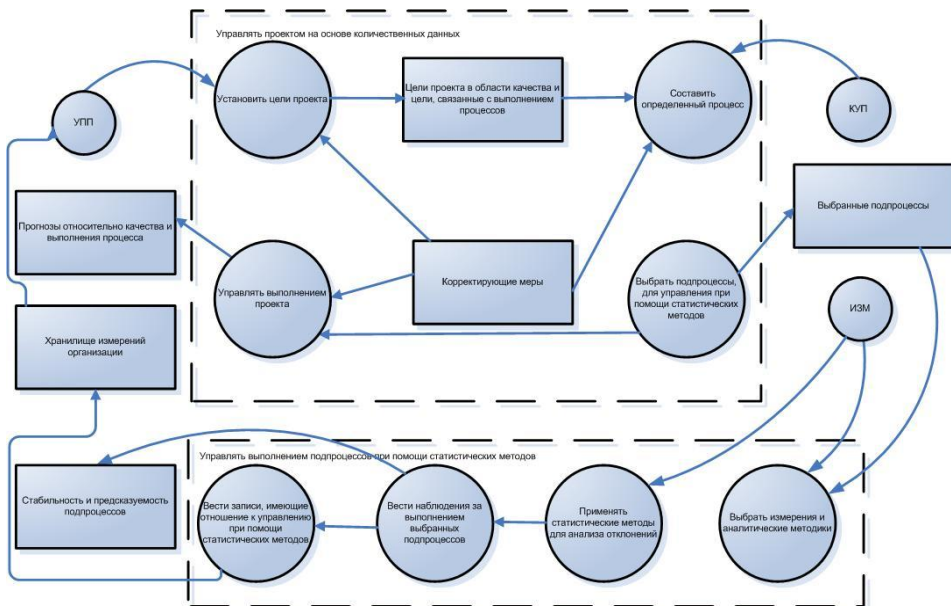 Управлять проектом на основе количественных данных
Установить цели проекта
Цели проекта в области качества и
цели, связанные с выполнением
процессов
Составить
определенный процесс
УПП
КУП
Прогнозы относительно качества и
выполнения процесса
Выбранные подпроцессы
Управлять выполнением
проекта
Корректирующие меры
Выбрать подпроцессы,
для управления при
помощи статистических
методов
ИЗМ
Хранилище измерений
организации
Управлять выполнением подпроцессов при помощи статистических методов
Стабильность и предсказуемость
подпроцессов
Вести записи, имеющие
отношение к управлению
при помощи
статистических методов
Вести наблюдения за
выполнением
выбранных
подпроцессов
Применять
статистические методы
для анализа отклонений
Выбрать измерения и
аналитические методики